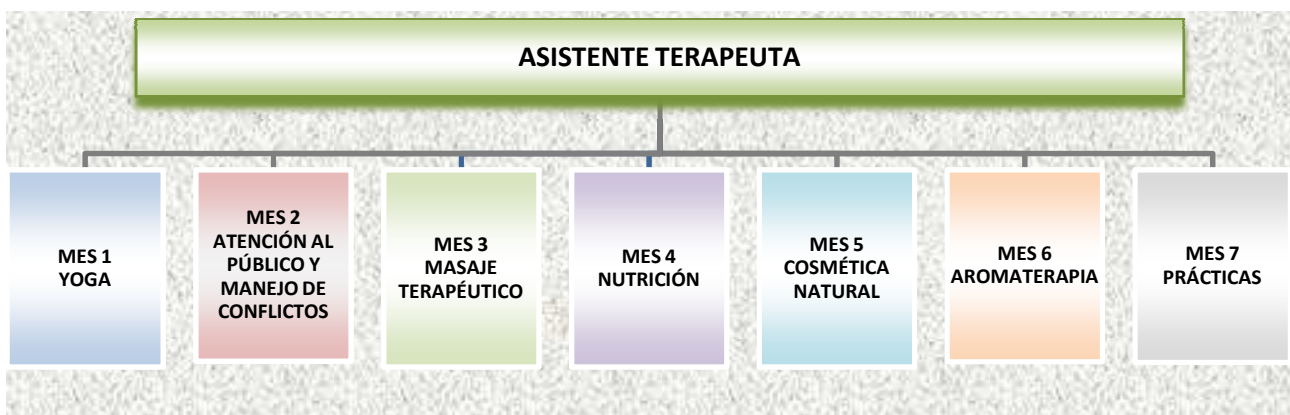 ASISTENTE TERAPEUTA
MES 1
YOGA
MES 2
ATENCIÓN AL
PÚBLICO Y
MANEJO DE
CONFLICTOS
MES 3
MASAJE
TERAPÉUTICO
MES 4
NUTRICIÓN
MES 5
COSMÉTICA
NATURAL
MES 6
AROMATERAPIA
MES 7
PRÁCTICAS